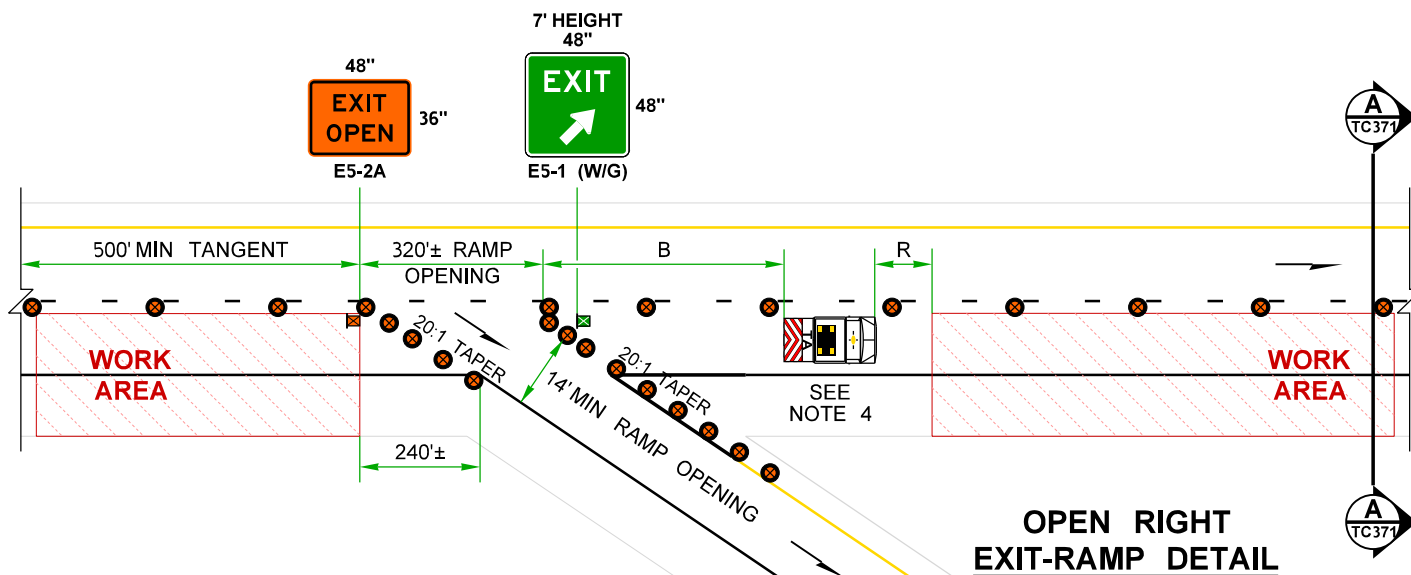 7' HEIGHT
48"
48"
EXIT
OPEN
36"
E5-2A
EXIT
48"
E5-1 (W/G)
A
TC371
500' MIN TANGENT
320'± RAMP
OPENING
B
R
WORK
AREA
20:1 TAPER
14' MIN RAMP OPENING
20:1 TAPER
TA
SEE
NOTE 4
WORK
AREA
240'±
OPEN RIGHT
EXIT-RAMP DETAIL
A
TC371